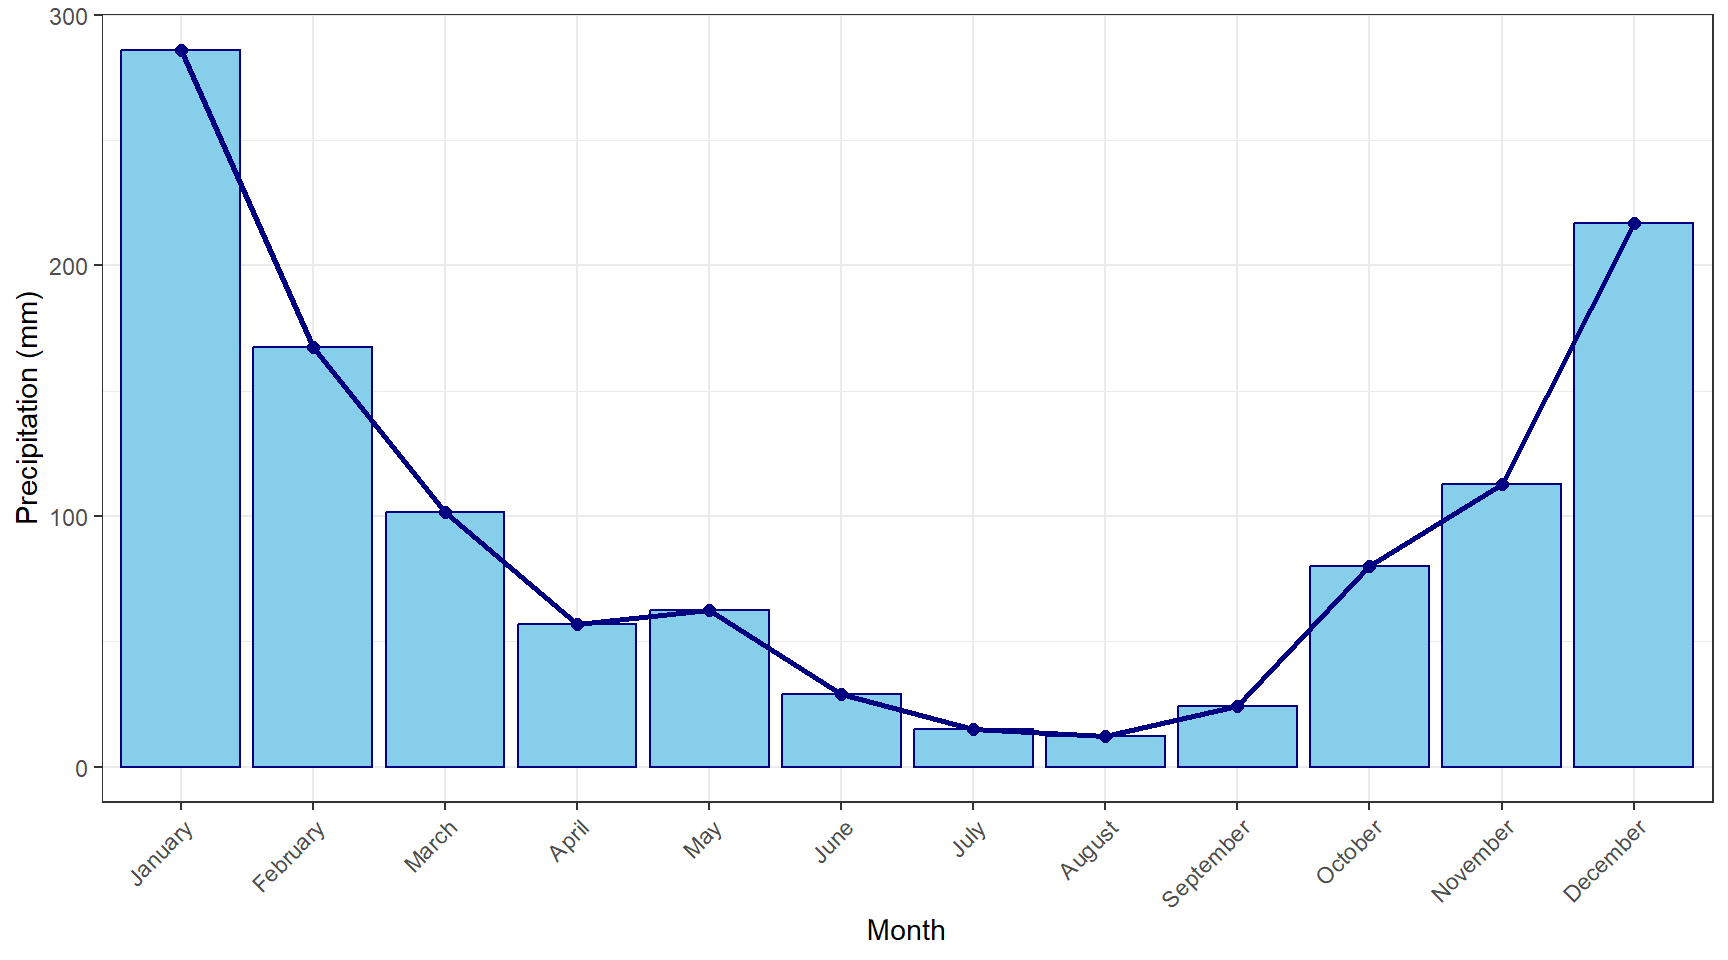 300
200
100
0
Precipitation (mm)
January
February
March
April
May
June
July
August
September
October
November
December
Month